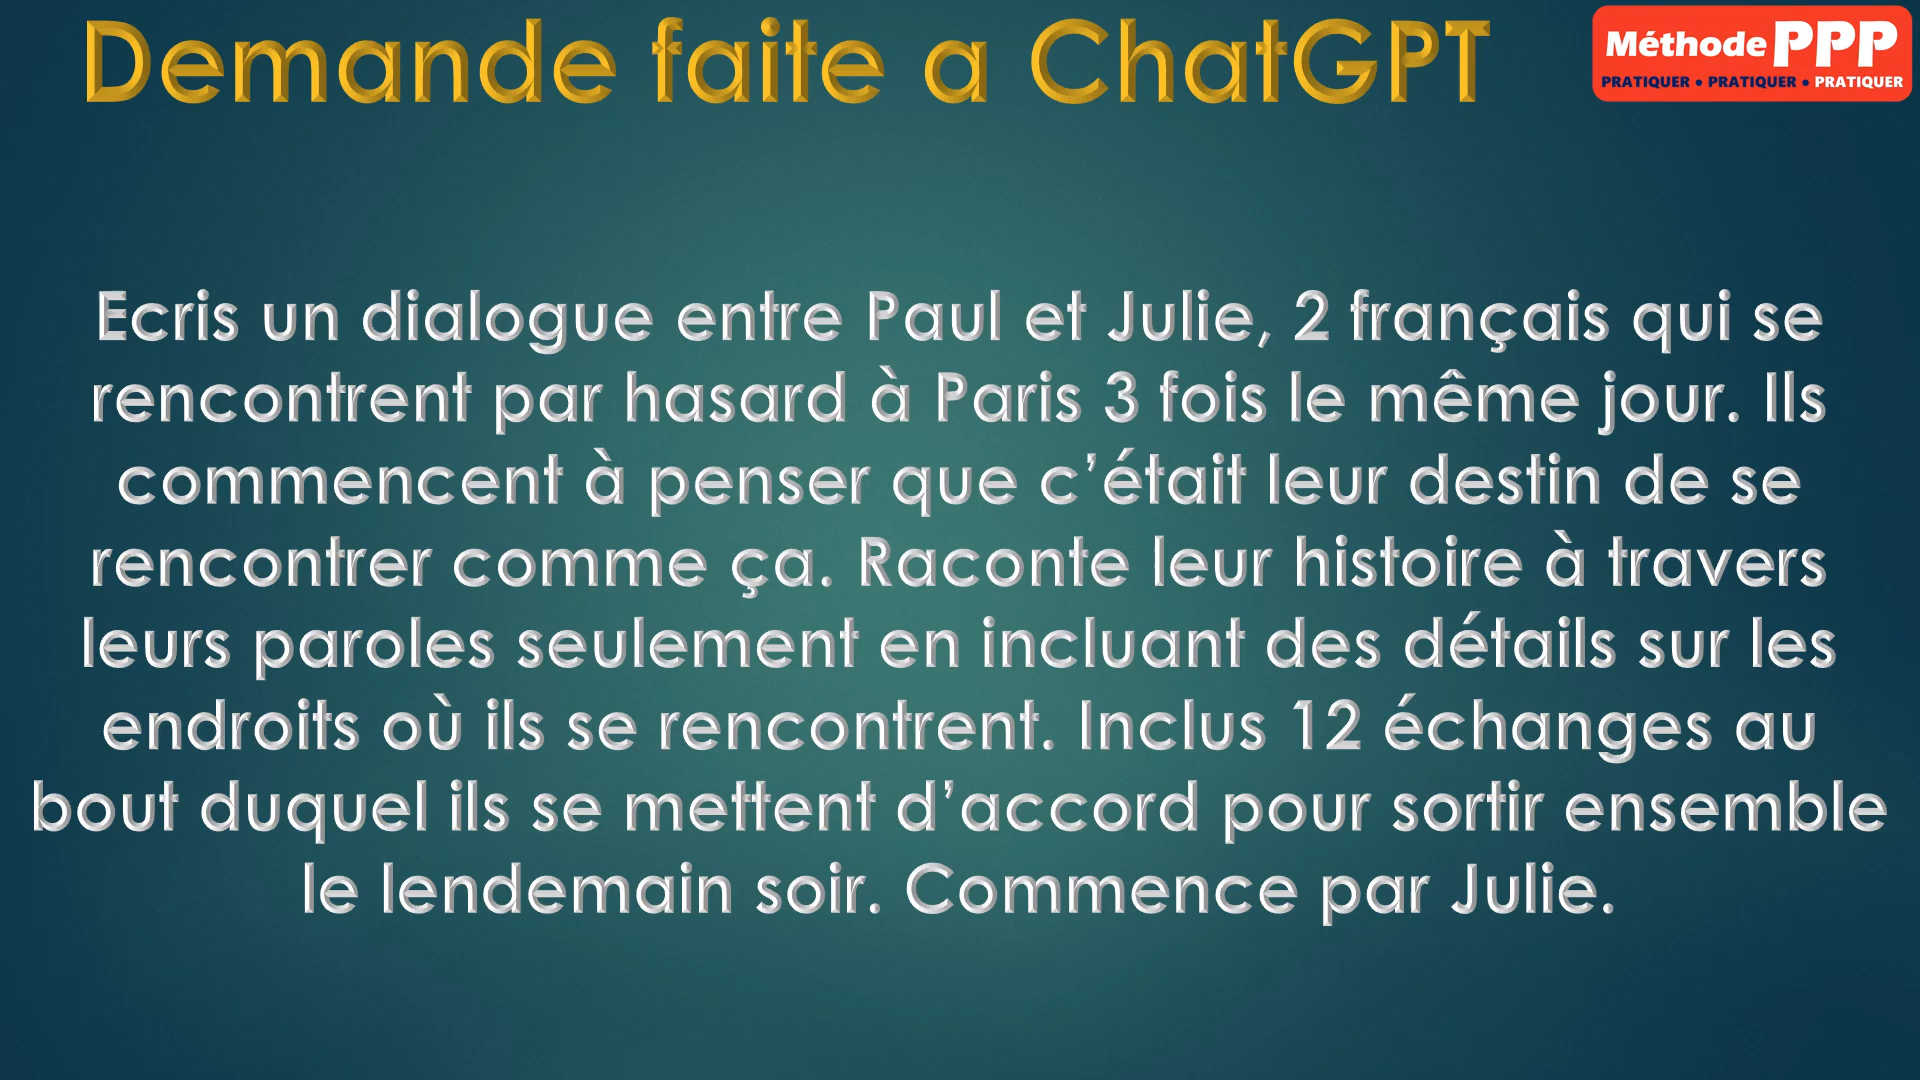 Demande faite a ChatGPT
Méthode PPP
PRATIQUER • PRATIQUER • PRATIQUER
Ecris un dialogue entre Paul et Julie, 2 français qui se
rencontrent par hasard à Paris 3 fois le même jour. Ils
commencent à penser que c’était leur destin de se
rencontrer comme ça. Raconte leur histoire à travers
leurs paroles seulement en incluant des détails sur les
endroits où ils se rencontrent. Inclus 12 échanges au
bout duquel ils se mettent d’accord pour sortir ensemble
le lendemain soir. Commence par Julie.